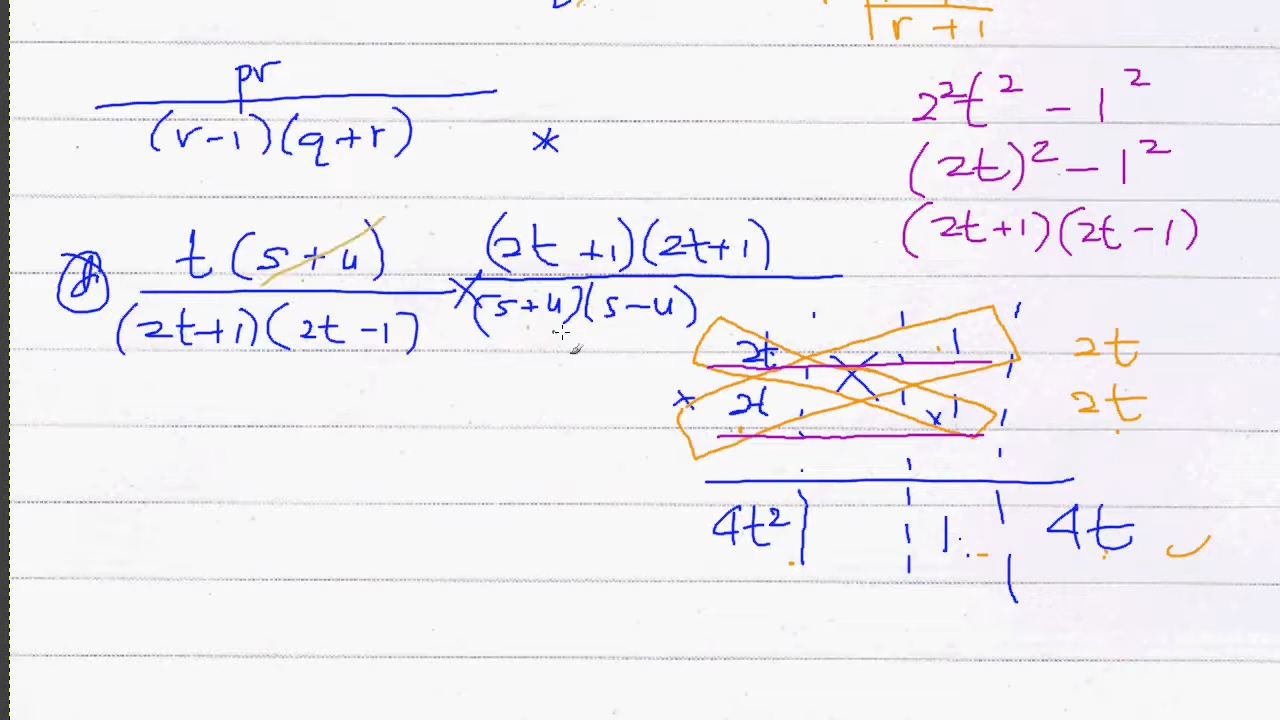 r + 1
pr
(r-1)(q+r) *
2²t² - 1²
(2t)² - 1²
(2t+1)(2t-1)
t(s+u) (2t+1)(2t+1)
(2t+1)(2t-1) × (s+u)(s-u)
2t 1 2t
2t 1 2t
4t² 1 4t